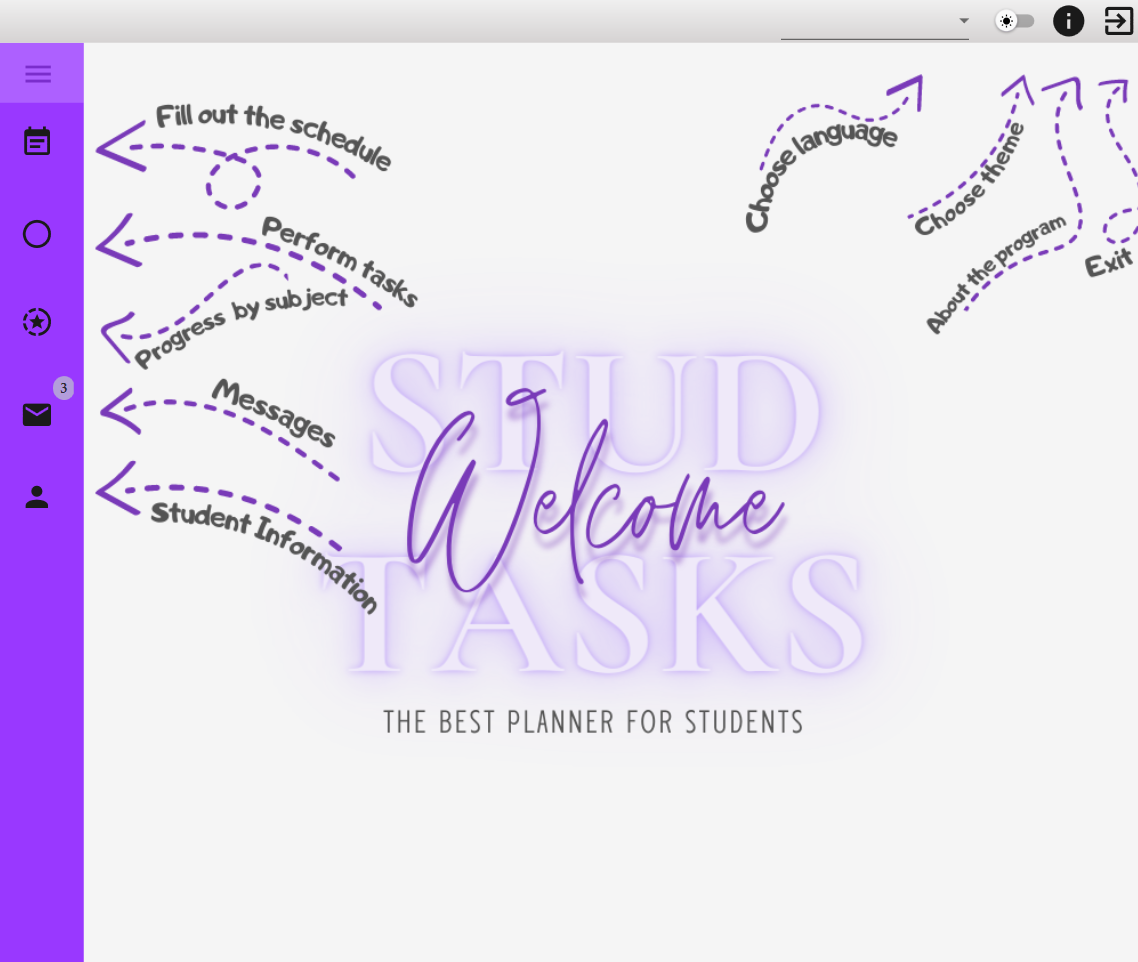 Fill out the schedule
Choose language
Choose theme
Perform tasks
About the program
Exit
Progress by subject
3
Messages
STUD
Welcome
Student Information
TASKS
THE BEST PLANNER FOR STUDENTS